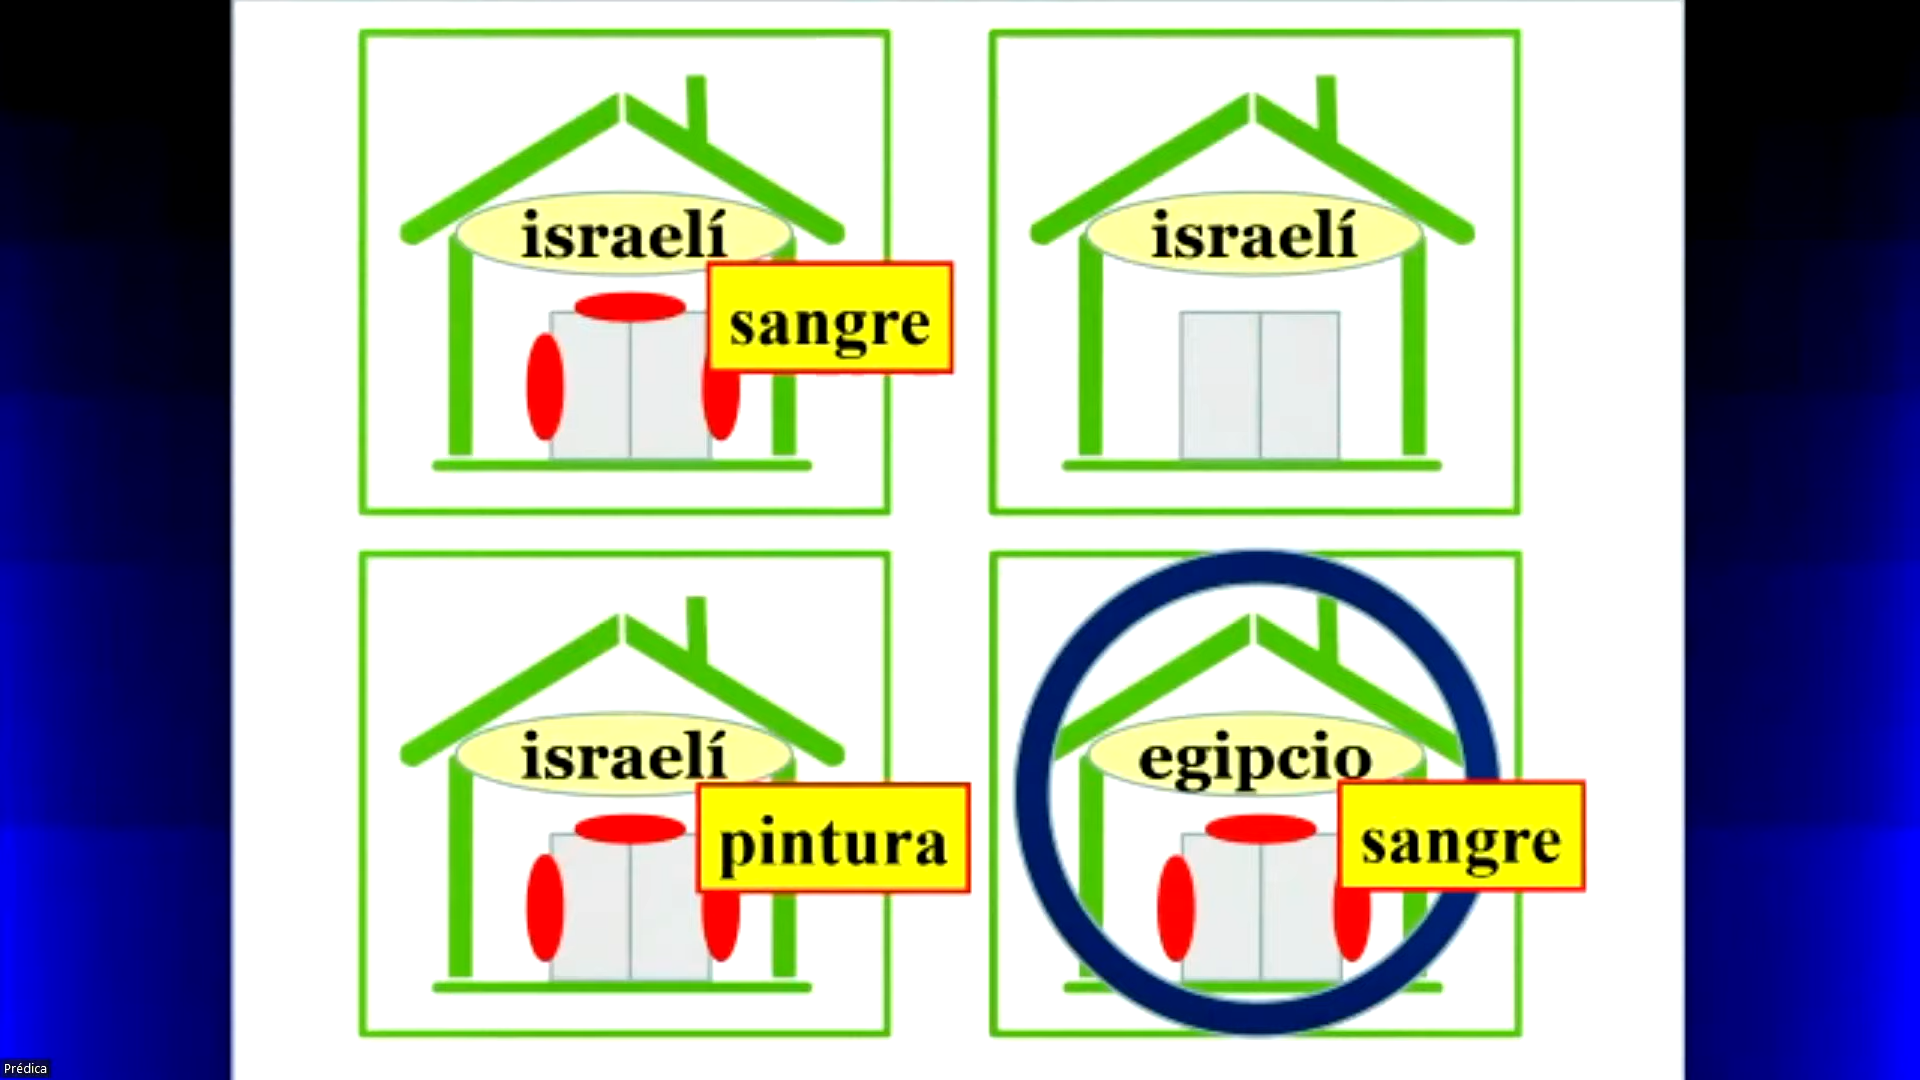 israelí
sangre
israelí
israelí
pintura
egipcio
sangre
Prédica